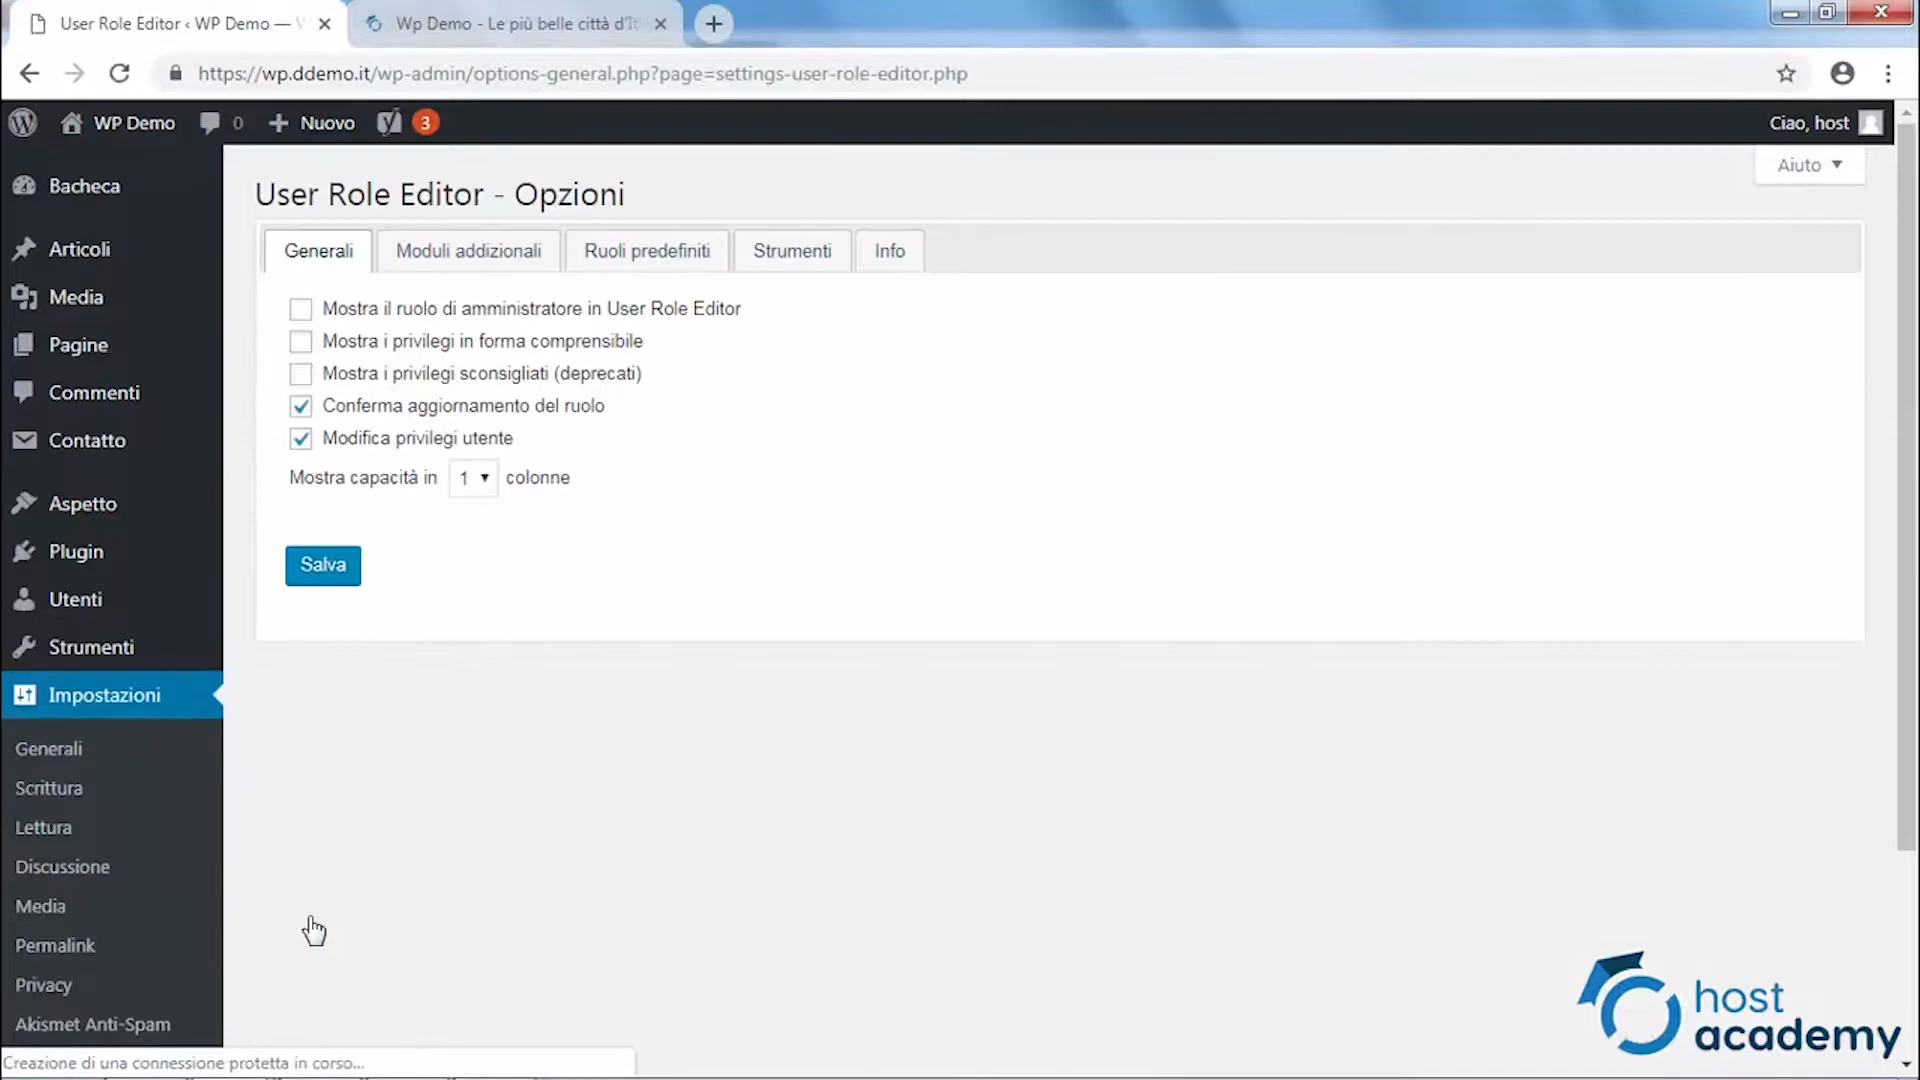 User Role Editor ‹ WP Demo —
Wp Demo - Le più belle città d'It
https://wp.ddemo.it/wp-admin/options-general.php?page=settings-user-role-editor.php
WP Demo
0
Nuovo
3
Ciao, host
Aiuto
Bacheca
Articoli
Media
Pagine
Commenti
Contatto
Aspetto
Plugin
Utenti
Strumenti
Impostazioni
Generali
Scrittura
Lettura
Discussione
Media
Permalink
Privacy
Akismet Anti-Spam
User Role Editor - Opzioni
Generali
Moduli addizionali
Ruoli predefiniti
Strumenti
Info
Mostra il ruolo di amministratore in User Role Editor
Mostra i privilegi in forma comprensibile
Mostra i privilegi sconsigliati (deprecati)
Conferma aggiornamento del ruolo
Modifica privilegi utente
Mostra capacità in 1 colonne
Salva
Creazione di una connessione protetta in corso...
host
academy